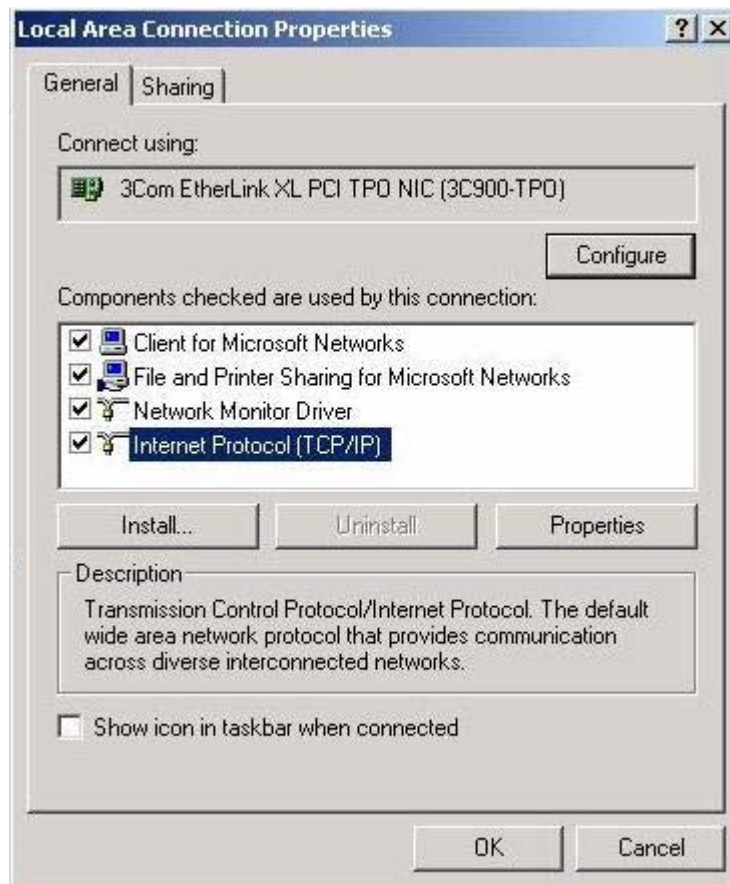 Local Area Connection Properties
General
Sharing
Connect using:
3Com EtherLink XL PCI TPO NIC (3C900-TPO)
Configure
Components checked are used by this connection:
Client for Microsoft Networks
File and Printer Sharing for Microsoft Networks
Network Monitor Driver
Internet Protocol (TCP/IP)
Install...
Uninstall
Properties
Description
Transmission Control Protocol/Internet Protocol. The default
wide area network protocol that provides communication
across diverse interconnected networks.
Show icon in taskbar when connected
OK
Cancel